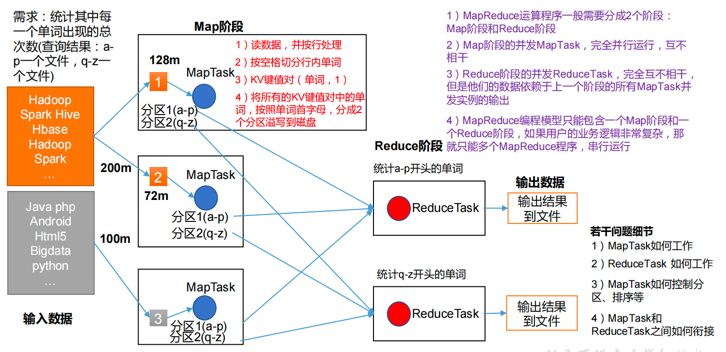 需求：统计其中每
一个单词出现的总
次数(查询结果：a-
p一个文件，q-z一
个文件)
Hadoop
Spark Hive
Hbase
Hadoop
Spark
…
200m
Java php
Android
Html5
Bigdata
python
…
100m
输入数据
Map阶段
128m
1
MapTask
分区1(a-p)
分区2(q-z)
1）读数据，并按行处理
2）按空格切分行内单词
3）KV键值对（单词，1）
4）将所有的KV键值对中的单
词，按照单词首字母，分成2
个分区溢写到磁盘
MapTask
2
72m
分区1(a-p)
分区2(q-z)
MapTask
3
分区1(a-p)
分区2(q-z)
Reduce阶段
统计a-p开头的单词
ReduceTask
统计q-z开头的单词
ReduceTask
输出数据
输出结果
到文件
输出结果
到文件
1）MapReduce运算程序一般需要分成2个阶段：
Map阶段和Reduce阶段
2）Map阶段的并发MapTask，完全并行运行，互不
相干
3）Reduce阶段的并发ReduceTask，完全互不相干，
但是他们的数据依赖于上一个阶段的所有MapTask并
发实例的输出
4）MapReduce编程模型只能包含一个Map阶段和一
个Reduce阶段，如果用户的业务逻辑非常复杂，那
就只能多个MapReduce程序，串行运行
若干问题细节
1）MapTask如何工作
2）ReduceTask 如何工作
3）MapTask如何控制分
区、排序等
4）MapTask和
ReduceTask之间如何衔接